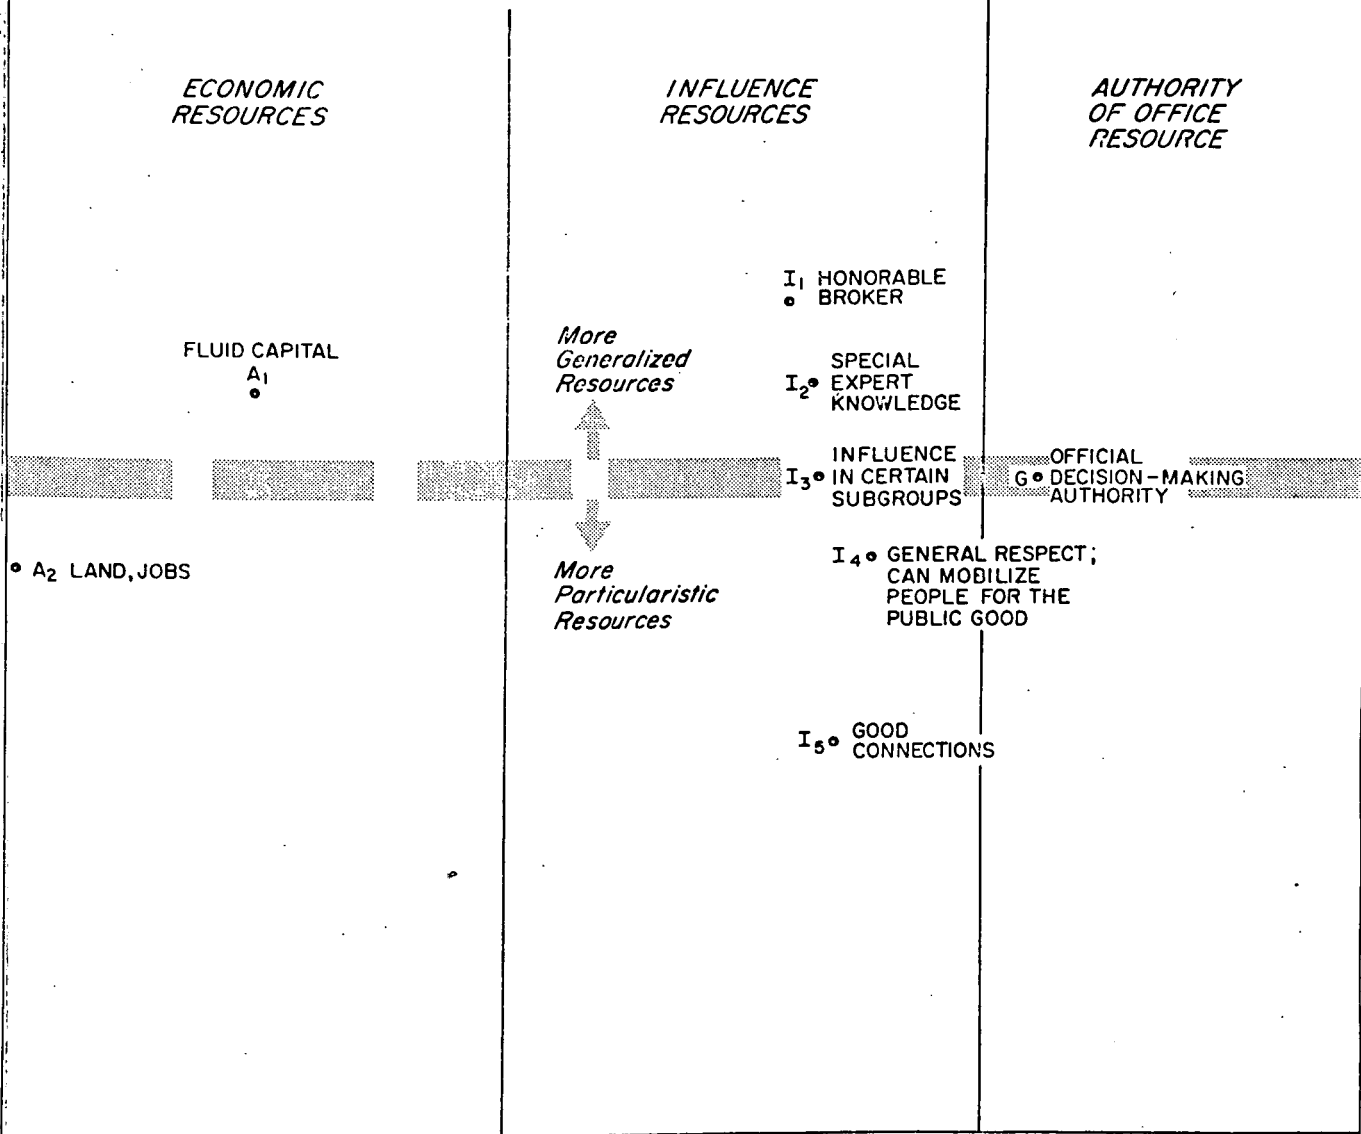 ECONOMIC
RESOURCES
INFLUENCE
RESOURCES
AUTHORITY
OF OFFICE
RESOURCE
I₁ HONORABLE
BROKER
FLUID CAPITAL
A₁
More
Generalized
Resources
SPECIAL
I₂ EXPERT
KNOWLEDGE
INFLUENCE
I₃ IN CERTAIN
SUBGROUPS
OFFICIAL
G DECISION-MAKING
AUTHORITY
A₂ LAND, JOBS
More
Particularistic
Resources
I₄ GENERAL RESPECT;
CAN MOBILIZE
PEOPLE FOR THE
PUBLIC GOOD
I₅ GOOD
CONNECTIONS